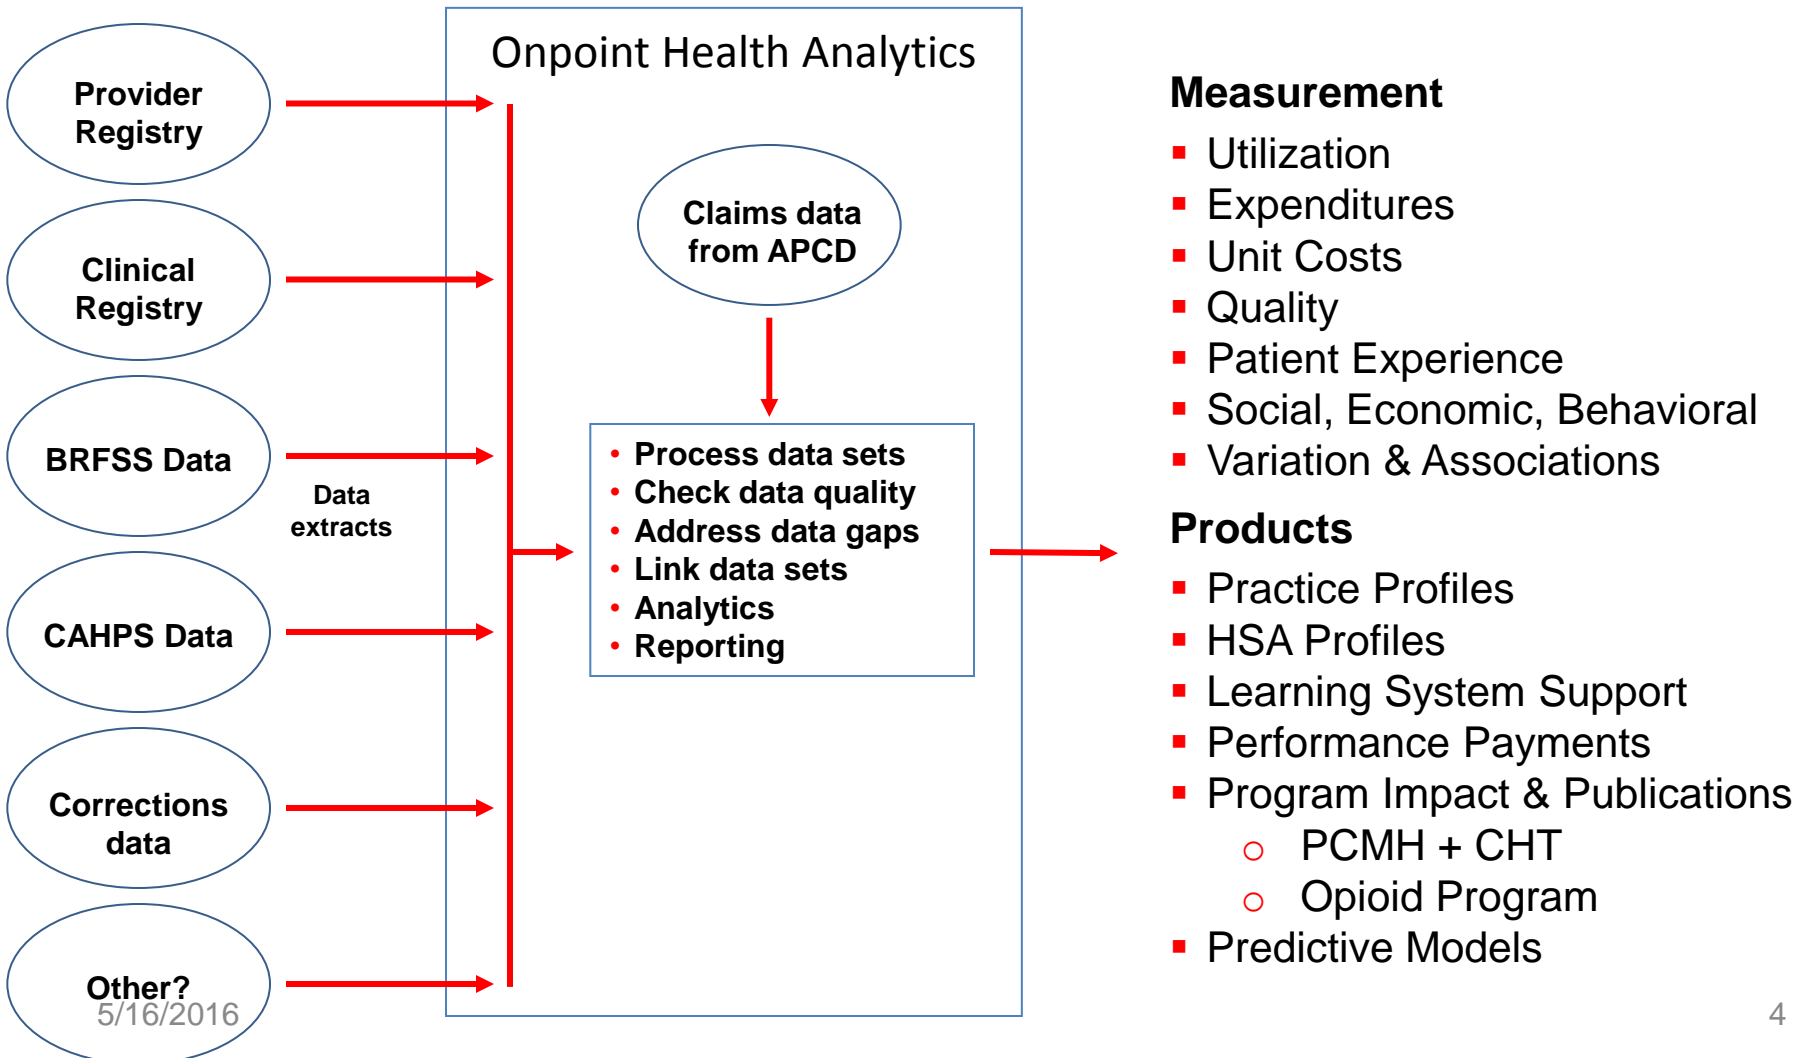 Provider
Registry
Clinical
Registry
BRFSS Data
Data
extracts
CAHPS Data
Corrections
data
Other?
5/16/2016
Onpoint Health Analytics
Claims data
from APCD
• Process data sets
• Check data quality
• Address data gaps
• Link data sets
• Analytics
• Reporting
Measurement
▪ Utilization
▪ Expenditures
▪ Unit Costs
▪ Quality
▪ Patient Experience
▪ Social, Economic, Behavioral
▪ Variation & Associations
Products
▪ Practice Profiles
▪ HSA Profiles
▪ Learning System Support
▪ Performance Payments
▪ Program Impact & Publications
o PCMH + CHT
o Opioid Program
▪ Predictive Models
4